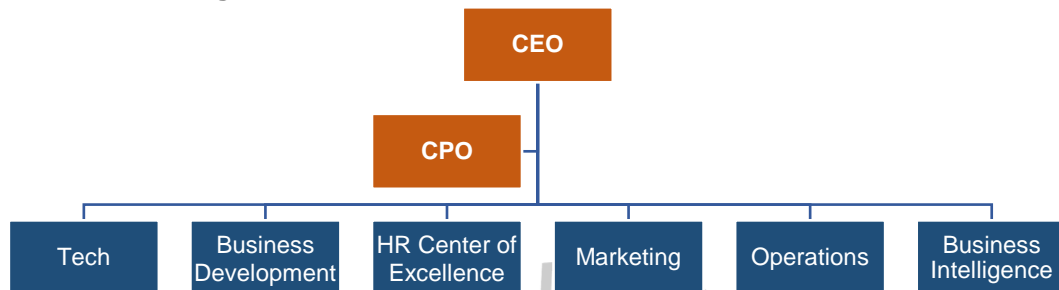 CEO
CPO
Tech
Business
Development
HR Center of
Excellence
Marketing
Operations
Business
Intelligence